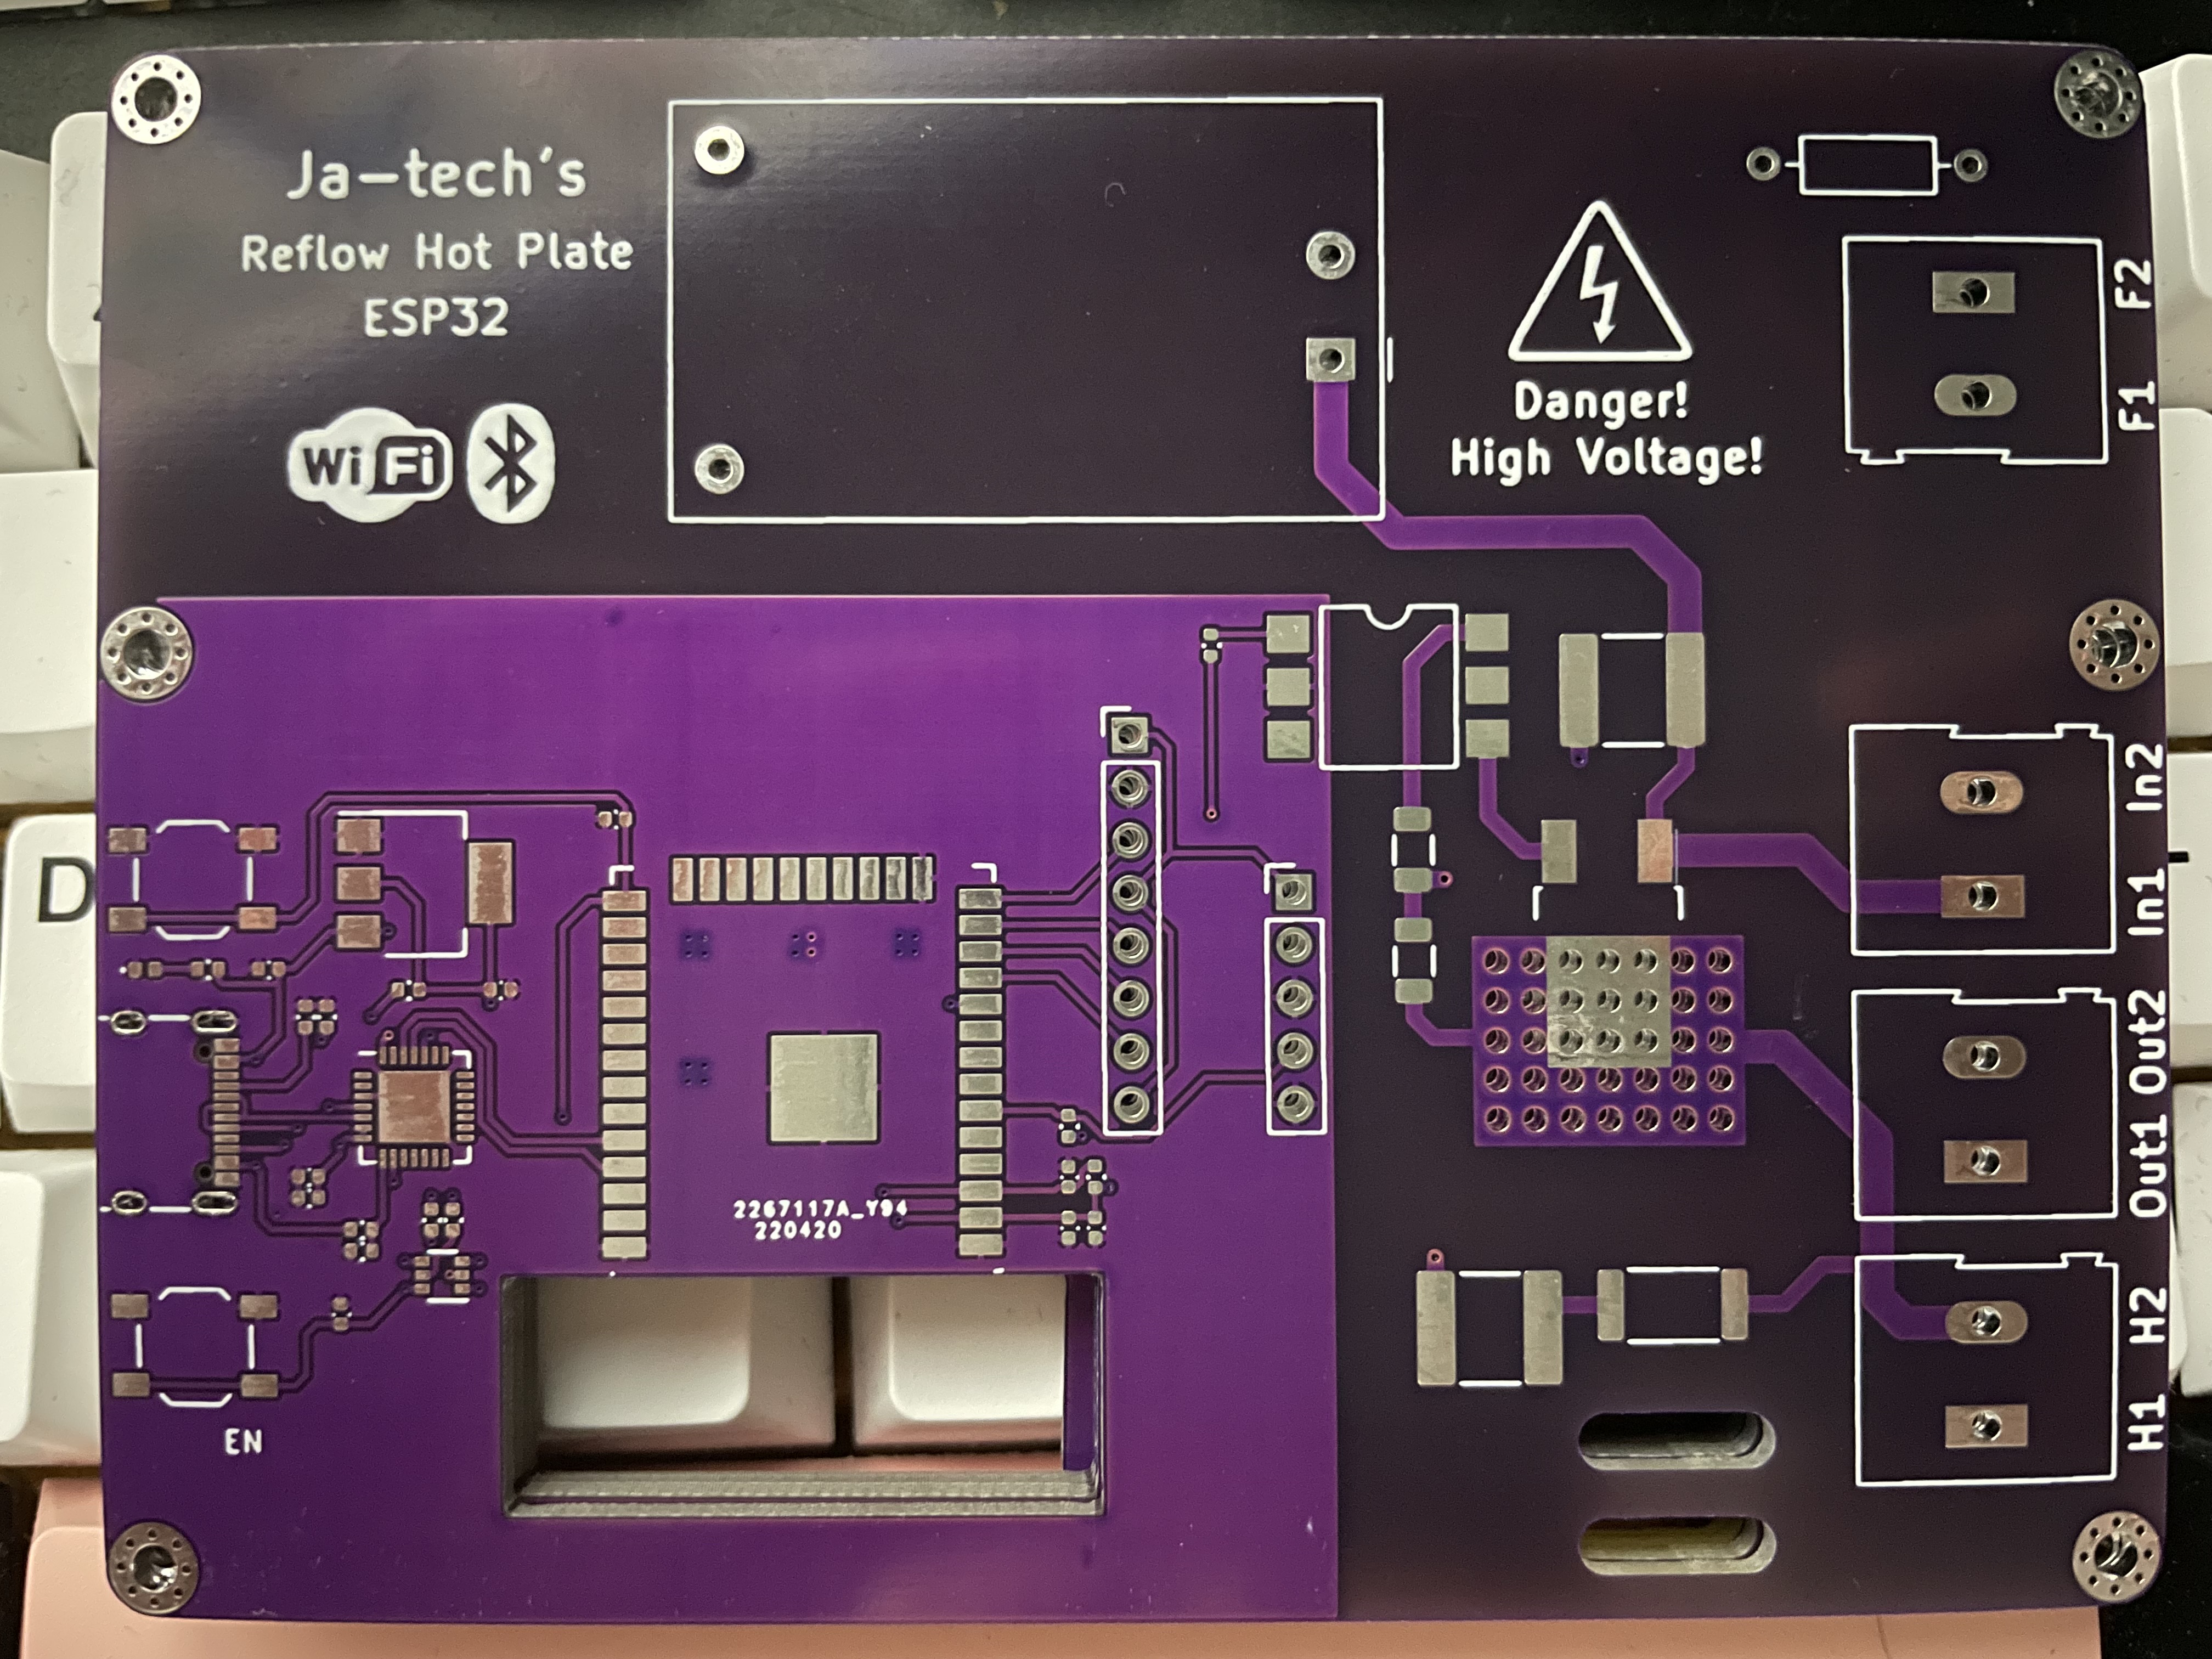 Ja-tech's
Reflow Hot Plate
ESP32
WiFi
Danger!
High Voltage!
F2
F1
In2
In1
Out2
Out1
H2
H1
2267117A_Y94
220420
EN
D